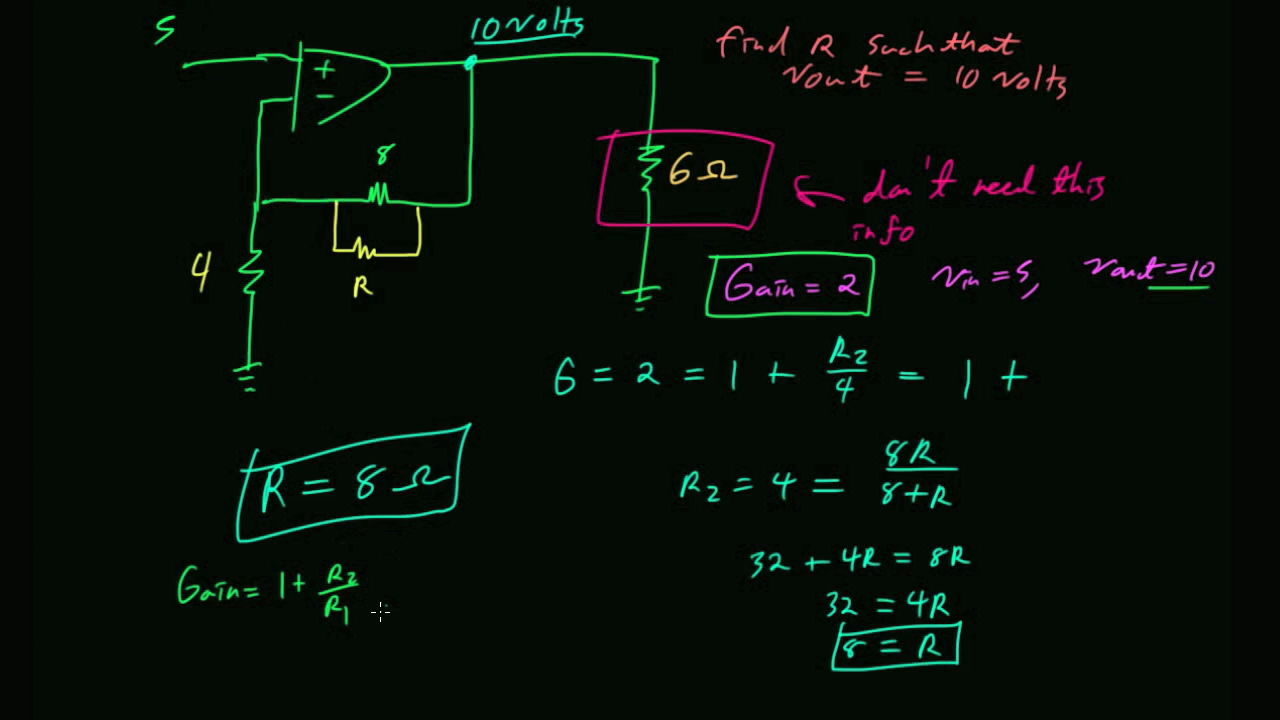 5
10 volts
+
-
8
R
4
find R such that
Vout = 10 volts
6 Ω
don't need this
info
Gain = 2
Vin = 5, Vout = 10
G = 2 = 1 + R2/4 = 1 +
R = 8 Ω
R2 = 4 = 8R/8+R
32 + 4R = 8R
32 = 4R
8 = R
Gain = 1 + R2/R1